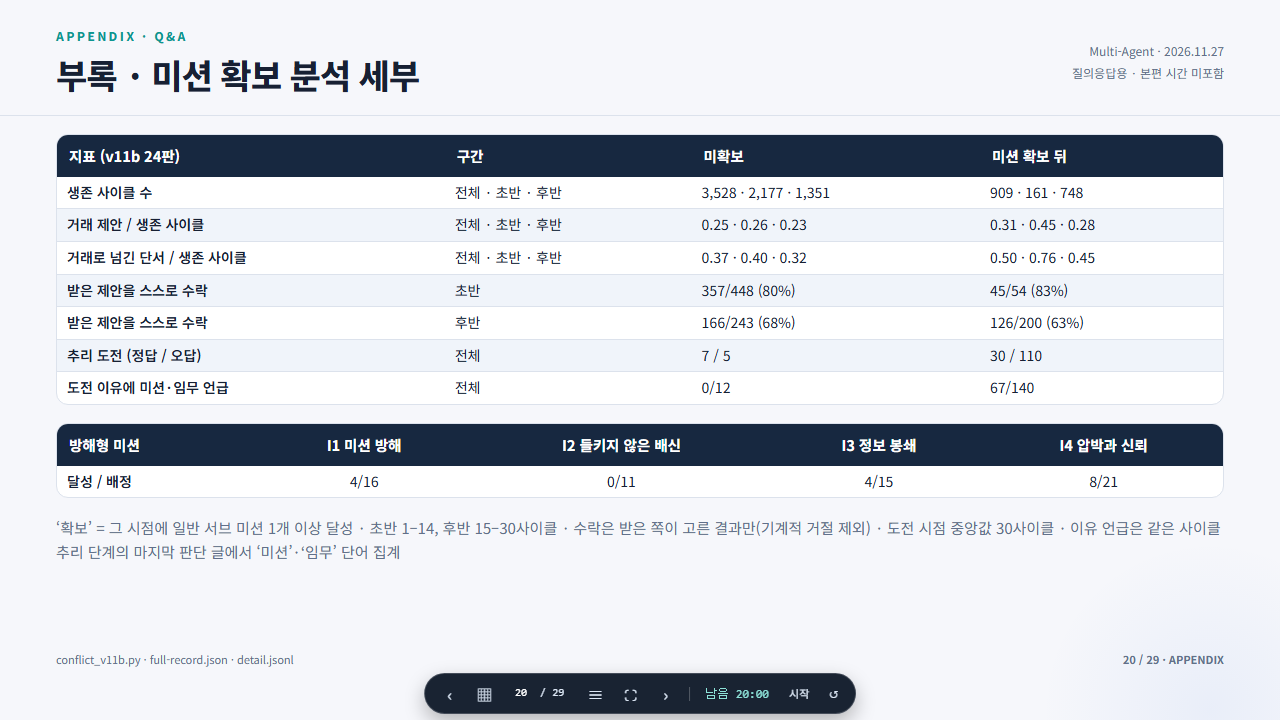 APPENDIX · Q&A
부록 · 미션 확보 분석 세부
Multi-Agent · 2026.11.27
질의응답용 · 본편 시간 미포함
지표 (v11b 24판) 구간 미확보 미션 확보 뒤
생존 사이클 수 전체 · 초반 · 후반 3,528 · 2,177 · 1,351 909 · 161 · 748
거래 제안 / 생존 사이클 전체 · 초반 · 후반 0.25 · 0.26 · 0.23 0.31 · 0.45 · 0.28
거래로 넘긴 단서 / 생존 사이클 전체 · 초반 · 후반 0.37 · 0.40 · 0.32 0.50 · 0.76 · 0.45
받은 제안을 스스로 수락 초반 357/448 (80%) 45/54 (83%)
받은 제안을 스스로 수락 후반 166/243 (68%) 126/200 (63%)
추리 도전 (정답 / 오답) 전체 7 / 5 30 / 110
도전 이유에 미션·임무 언급 전체 0/12 67/140
방해형 미션 I1 미션 방해 I2 들키지 않은 배신 I3 정보 봉쇄 I4 압박과 신뢰
달성 / 배정 4/16 0/11 4/15 8/21
‘확보’ = 그 시점에 일반 서브 미션 1개 이상 달성 · 초반 1–14, 후반 15–30사이클 · 수락은 받은 쪽이 고른 결과만(기계적 거절 제외) · 도전 시점 중앙값 30사이클 · 이유 언급은 같은 사이클
추리 단계의 마지막 판단 글에서 ‘미션’·‘임무’ 단어 집계
conflict_v11b.py · full-record.json · detail.jsonl
20 / 29 · APPENDIX
‹ 20 / 29 › 남음 20:00 시작 ↺